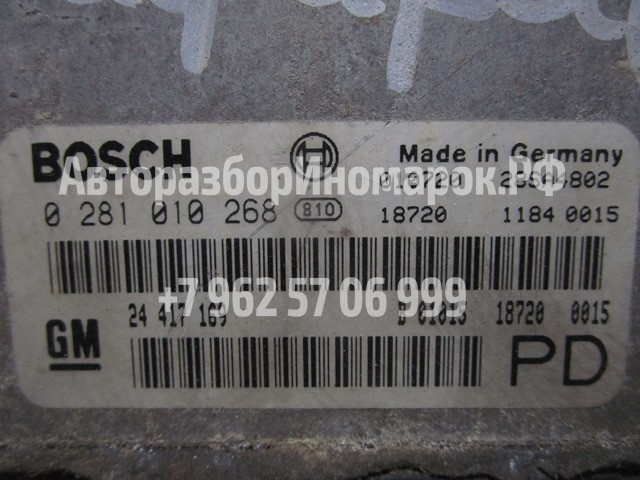 BOSCH Made in Germany
Авторазбориномарок.рф
0 281 010 268 810 18720 1184 0015
+7 962 57 06 999
24 417 169 18720 0015
GM PD